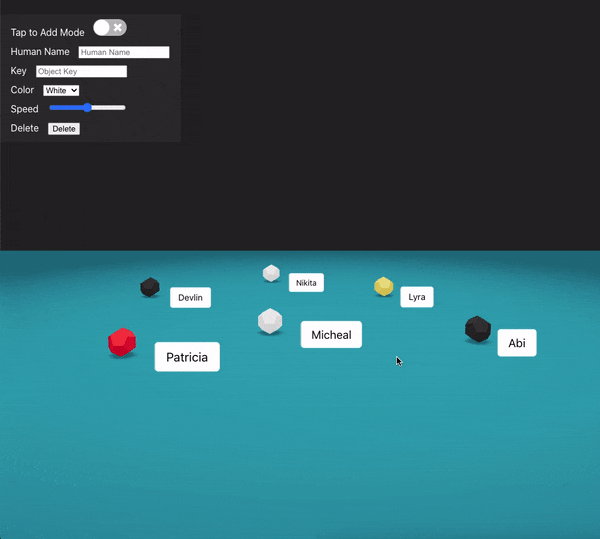 Tap to Add Mode
Human Name Human Name
Key Object Key
Color White
Speed
Delete Delete
Nikita
Devlin
Lyra
Micheal
Abi
Patricia